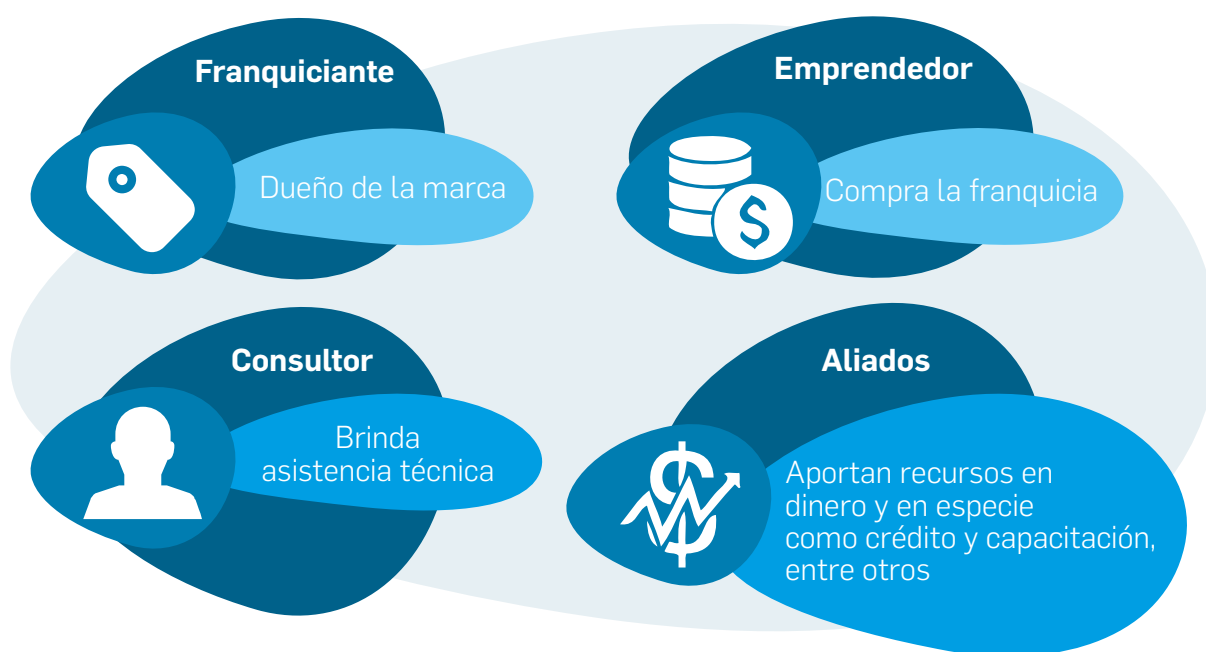 Franquiciante
Dueño de la marca
Emprendedor
Compra la franquicia
Consultor
Brinda
asistencia técnica
Aliados
Aportan recursos en
dinero y en especie
como crédito y capacitación,
entre otros